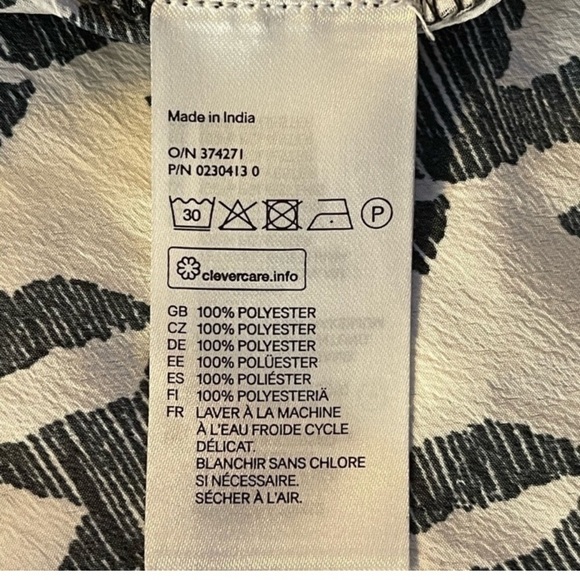 Made in India
O/N 374271
P/N 0230413 0
30 P
clevercare.info
GB 100% POLYESTER
CZ 100% POLYESTER
DE 100% POLYESTER
EE 100% POLÜESTER
ES 100% POLIÉSTER
FI 100% POLYESTERIÄ
FR LAVER À LA MACHINE
À L'EAU FROIDE CYCLE
DÉLICAT.
BLANCHIR SANS CHLORE
SI NÉCESSAIRE.
SÉCHER À L'AIR.